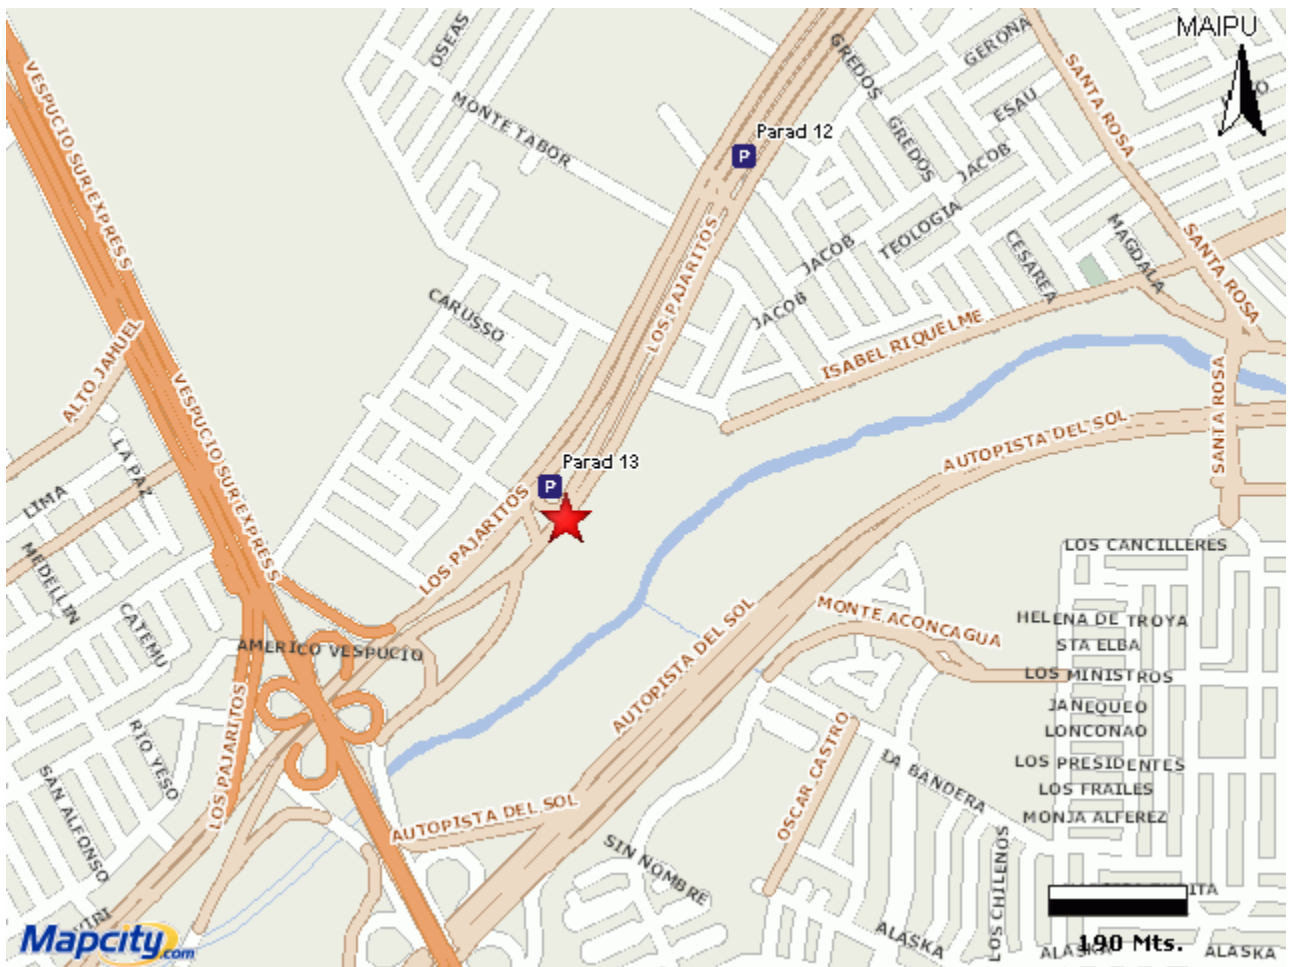 MAIPU
OSEAS
GREDOS
GERONA
SANTA ROSA
VESPUCIO SUR EXPRESS
MONTE TABOR
Parad 12
ESAU
GREDOS
JACOB
TEOLOGIA
MAGDALA
SANTA ROSA
LOS PAJARITOS
JACOB
CESAREA
CARUSSO
JACOB
ISABEL RIQUELME
ALTO JAHUEL
VESPUCIO SUR EXPRESS
SANTA ROSA
AUTOPISTA DEL SOL
LA PAZ
Parad 13
LIMA
LOS PAJARITOS
MEDELLIN
LOS CANCILLERES
CATEMU
AUTOPISTA DEL SOL
MONTE ACONCAGUA
HELENA DE TROYA
AMERICO VESPUCIO
STA ELBA
LOS MINISTROS
LOS PAJARITOS
JANEQUEO
RIO YESO
OSCAR CASTRO
LONCONAO
LA BANDERA
LOS PRESIDENTES
SAN ALFONSO
LOS FRAILES
AUTOPISTA DEL SOL
MONJA ALFEREZ
SIN NOMBRE
LOS CHILENOS
ALASKA
190 Mts.
ALASKA
Mapcity.com